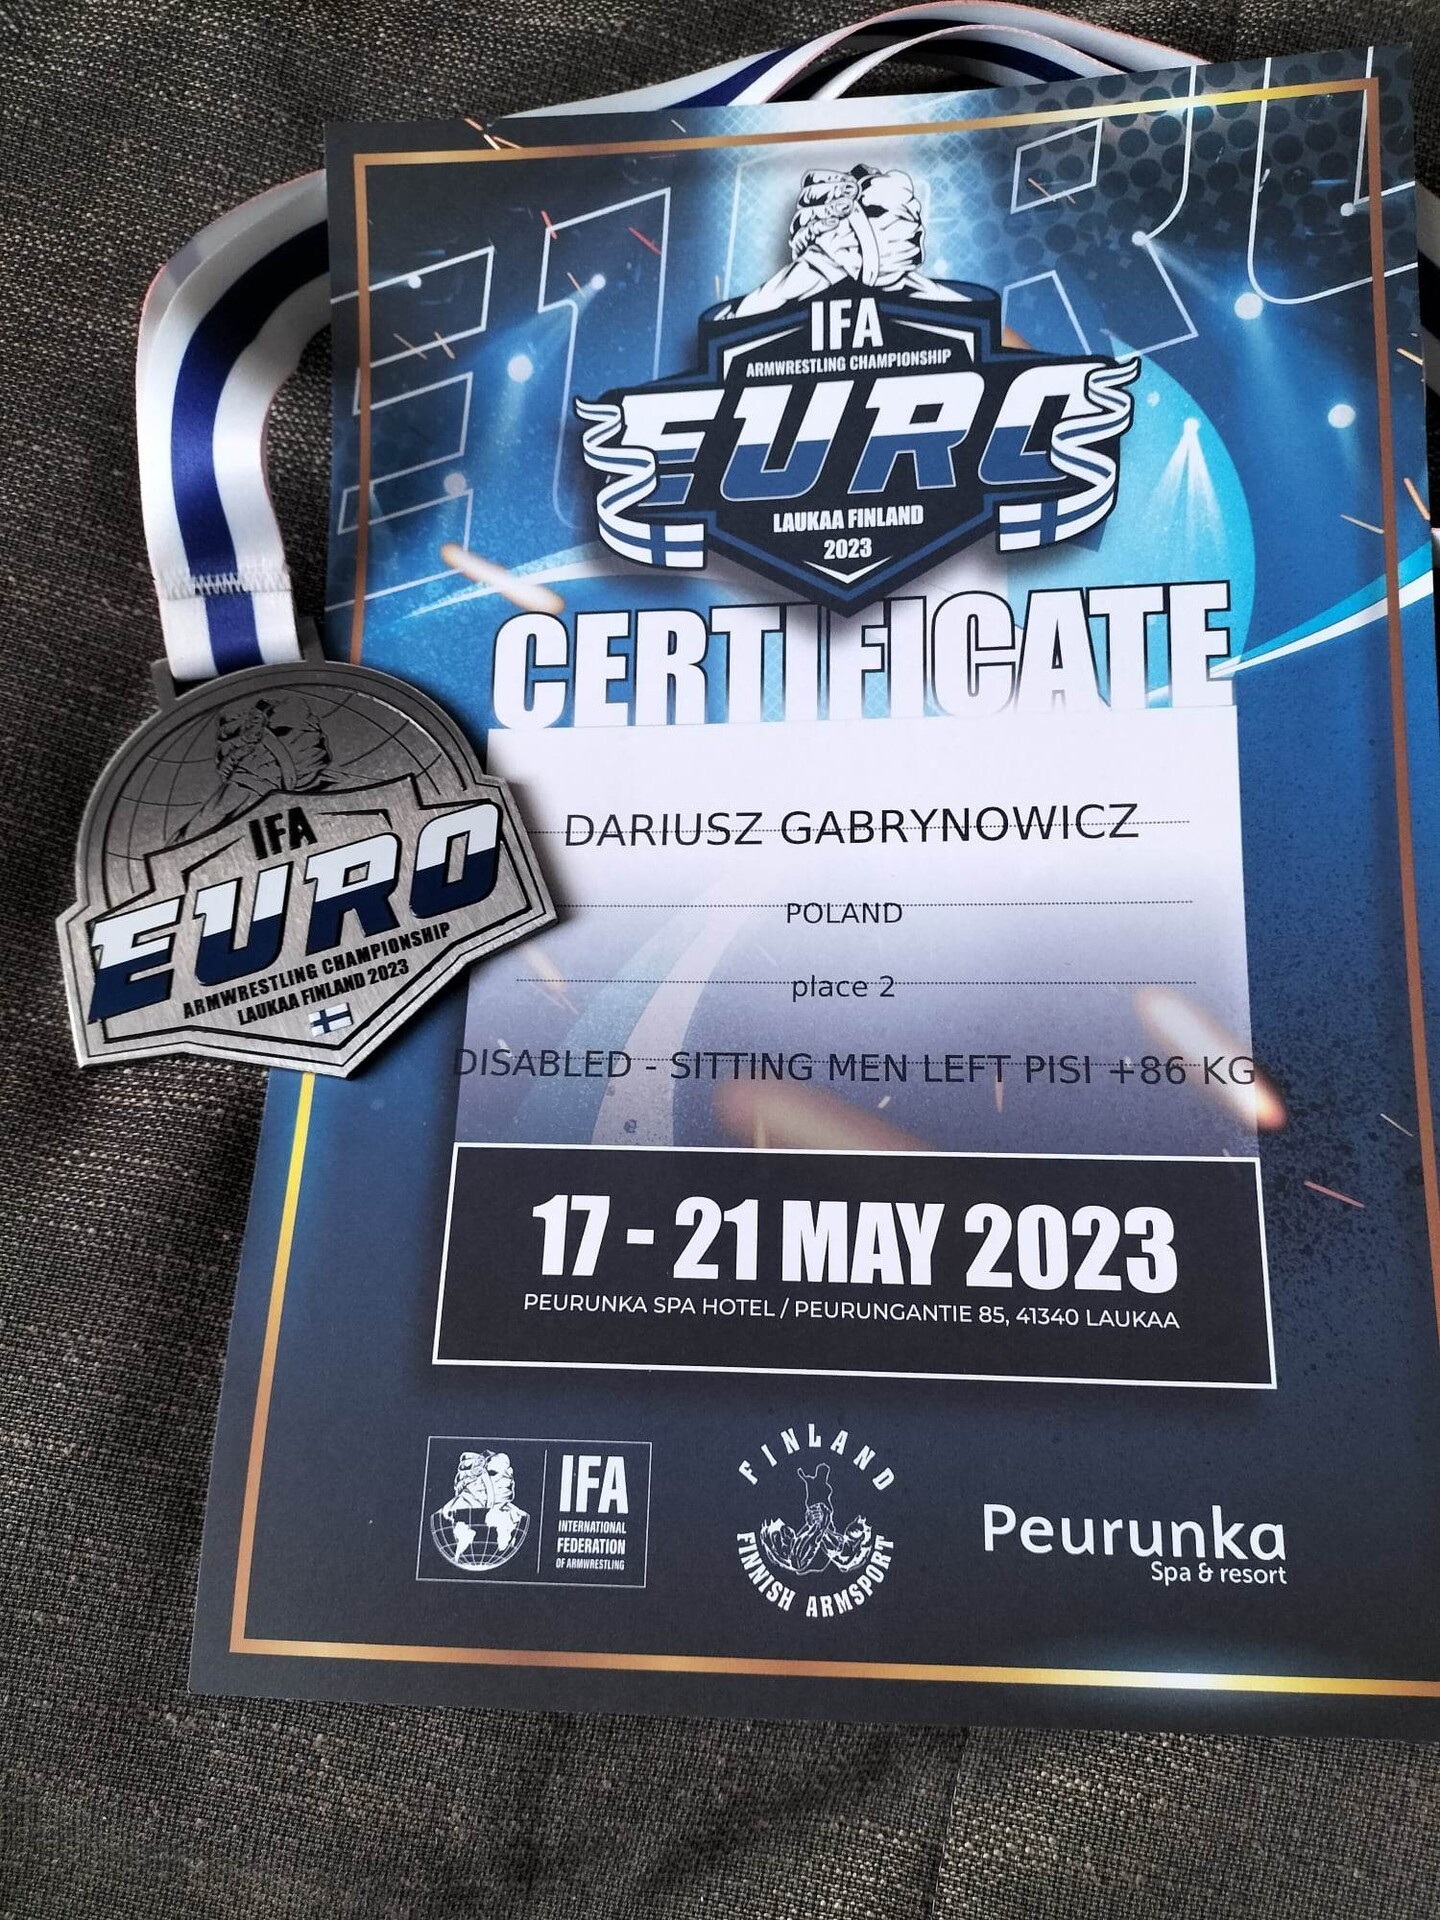 EURO
IFA
ARMWRESTLING CHAMPIONSHIP
EURO
LAUKAA FINLAND
2023
CERTIFICATE
DARIUSZ GABRYNOWICZ
POLAND
place 2
DISABLED - SITTING MEN LEFT PISI +86 KG
17 - 21 MAY 2023
PEURUNKA SPA HOTEL / PEURUNGANTIE 85, 41340 LAUKAA
IFA
INTERNATIONAL
FEDERATION
OF ARMWRESTLING
FINLAND
FINNISH ARMSPORT
Peurunka
Spa & resort
IFA
EURO
ARMWRESTLING CHAMPIONSHIP
LAUKAA FINLAND 2023